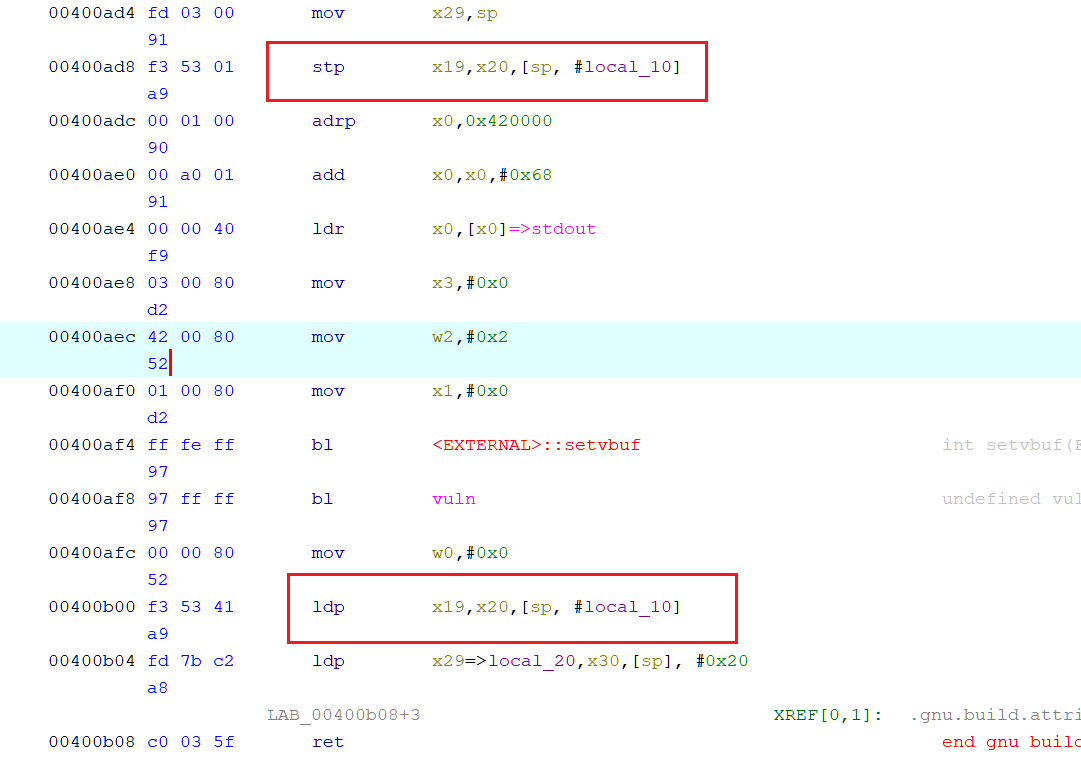 00400ad4 fd 03 00 mov x29,sp
91
00400ad8 f3 53 01 stp x19,x20,[sp, #local_10]
a9
00400adc 00 01 00 adrp x0,0x420000
90
00400ae0 00 a0 01 add x0,x0,#0x68
91
00400ae4 00 00 40 ldr x0,[x0]=>stdout
f9
00400ae8 03 00 80 mov x3,#0x0
d2
00400aec 42 00 80 mov w2,#0x2
52
00400af0 01 00 80 mov x1,#0x0
d2
00400af4 ff fe ff bl <EXTERNAL>::setvbuf int setvbuf(
97
00400af8 97 ff ff bl vuln undefined vul
97
00400afc 00 00 80 mov w0,#0x0
52
00400b00 f3 53 41 ldp x19,x20,[sp, #local_10]
a9
00400b04 fd 7b c2 ldp x29=>local_20,x30,[sp], #0x20
a8
LAB_00400b08+3 XREF[0,1]: .gnu.build.attri
00400b08 c0 03 5f ret end gnu build